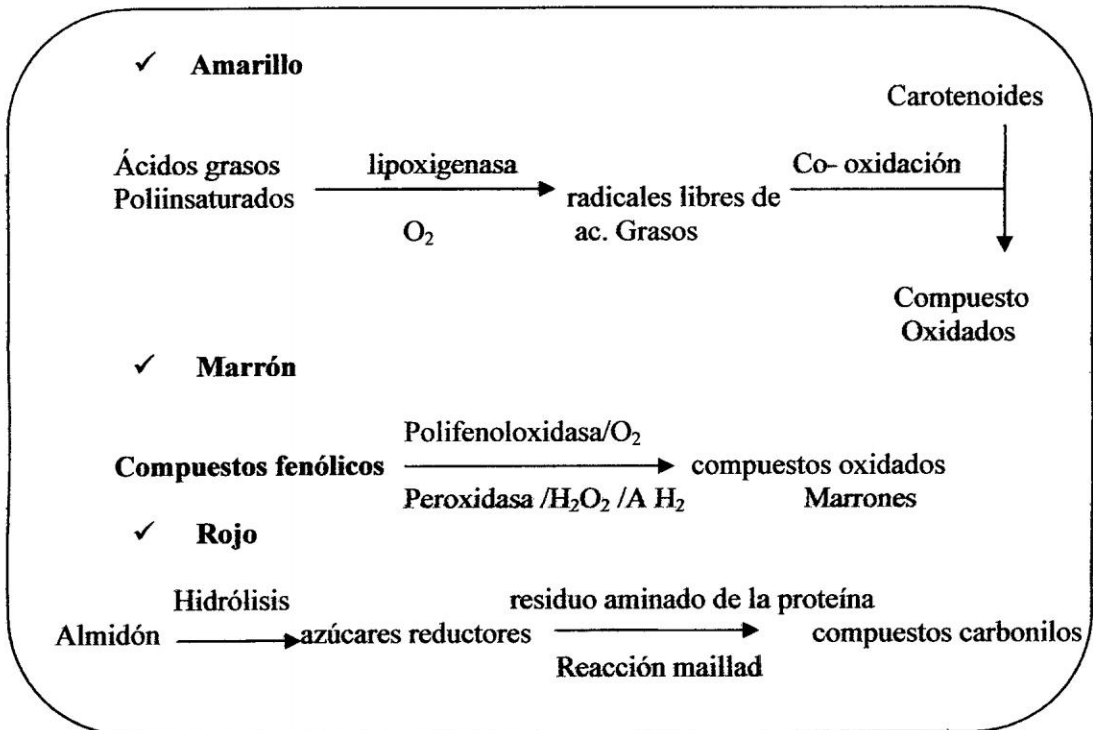 ✓ Amarillo
Carotenoides
Ácidos grasos
Poliinsaturados
lipoxigenasa
O₂
radicales libres de
ac. Grasos
Co- oxidación
Compuesto
Oxidados
✓ Marrón
Compuestos fenólicos
Polifenoloxidasa/O₂
Peroxidasa /H₂O₂ /A H₂
compuestos oxidados
Marrones
✓ Rojo
Almidón
Hidrólisis
azúcares reductores
residuo aminado de la proteína
Reacción maillad
compuestos carbonilos